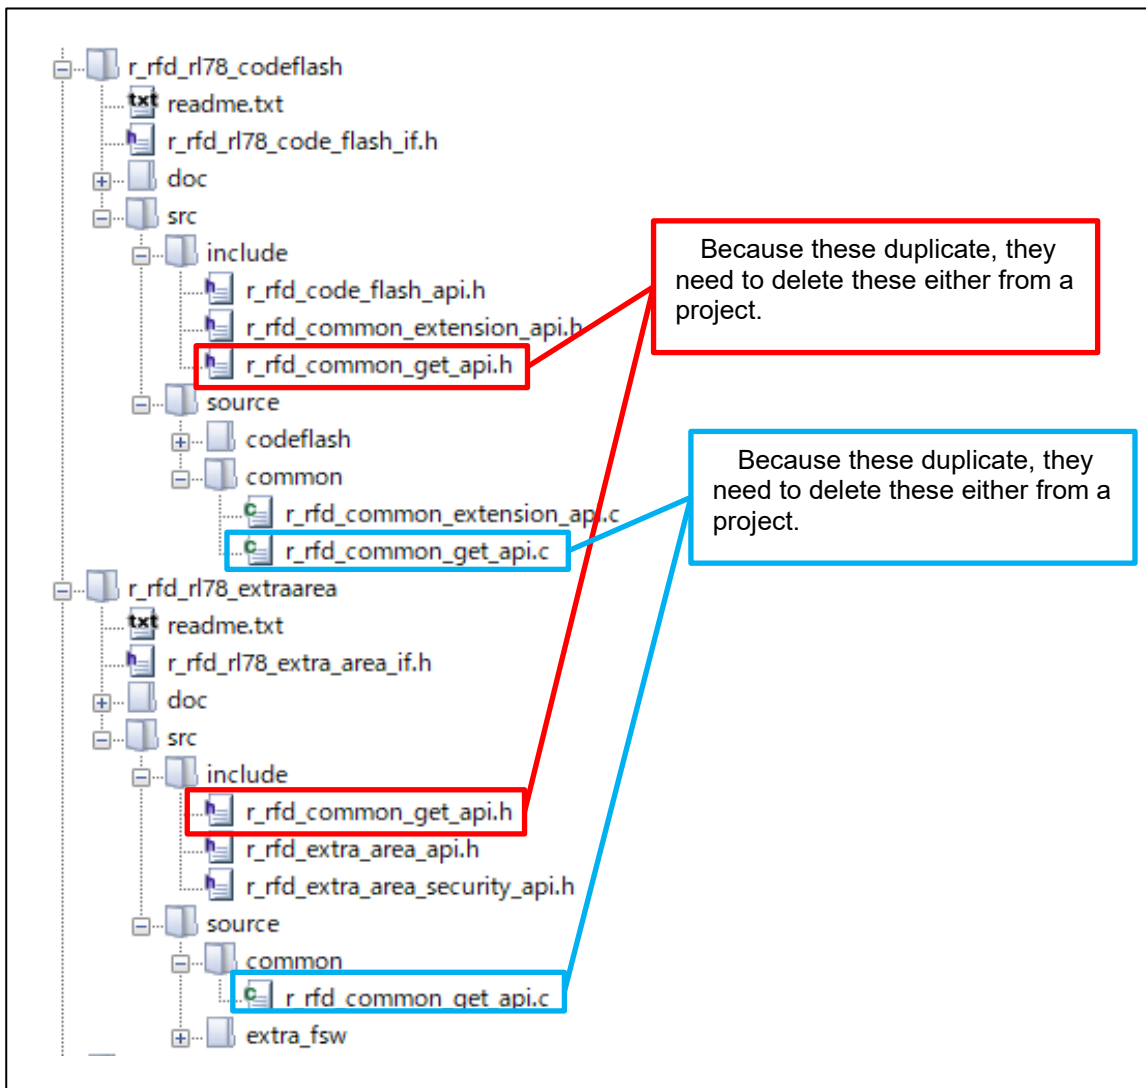 r_rfd_rl78_codeflash
readme.txt
r_rfd_rl78_code_flash_if.h
doc
src
include
r_rfd_code_flash_api.h
r_rfd_common_extension_api.h
r_rfd_common_get_api.h
source
codeflash
common
r_rfd_common_extension_api.c
r_rfd_common_get_api.c
r_rfd_rl78_extraarea
readme.txt
r_rfd_rl78_extra_area_if.h
doc
src
include
r_rfd_common_get_api.h
r_rfd_extra_area_api.h
r_rfd_extra_area_security_api.h
source
common
r_rfd_common_get_api.c
extra_fsw
Because these duplicate, they
need to delete these either from a
project.
Because these duplicate, they
need to delete these either from a
project.